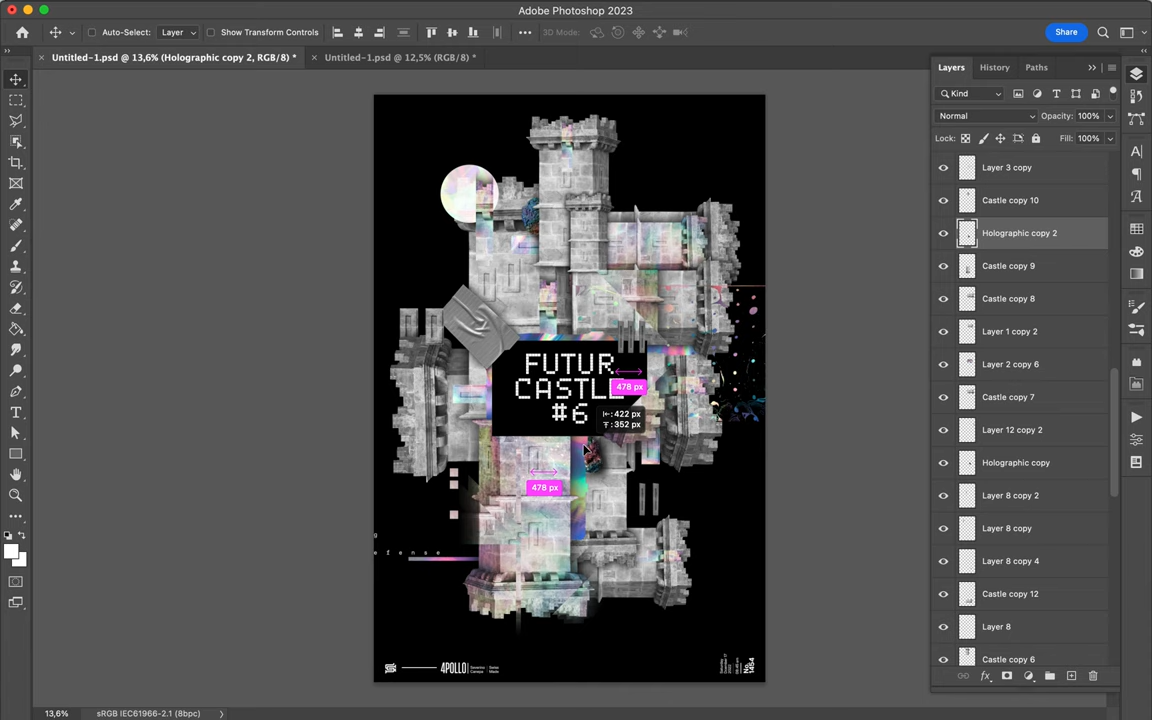 Adobe Photoshop 2023
Auto-Select:
Layer
Show Transform Controls
3D Mode:
Share
Untitled-1.psd @ 13,6% (Holographic copy 2, RGB/8) *
Untitled-1.psd @ 12,5% (RGB/8) *
Layers
History
Paths
Kind
Normal
Opacity: 100%
Lock:
Fill: 100%
Layer 3 copy
Castle copy 10
Holographic copy 2
Castle copy 9
Castle copy 8
Layer 1 copy 2
Layer 2 copy 6
Castle copy 7
Layer 12 copy 2
Holographic copy
Layer 8 copy 2
Layer 8 copy
Layer 8 copy 4
Castle copy 12
Layer 8
Castle copy 6
FUTUR
CASTLE
#6
478 px
422 px
352 px
478 px
g
efense
4POLLO
No. 1454
13,6%
sRGB IEC61966-2.1 (8bpc)